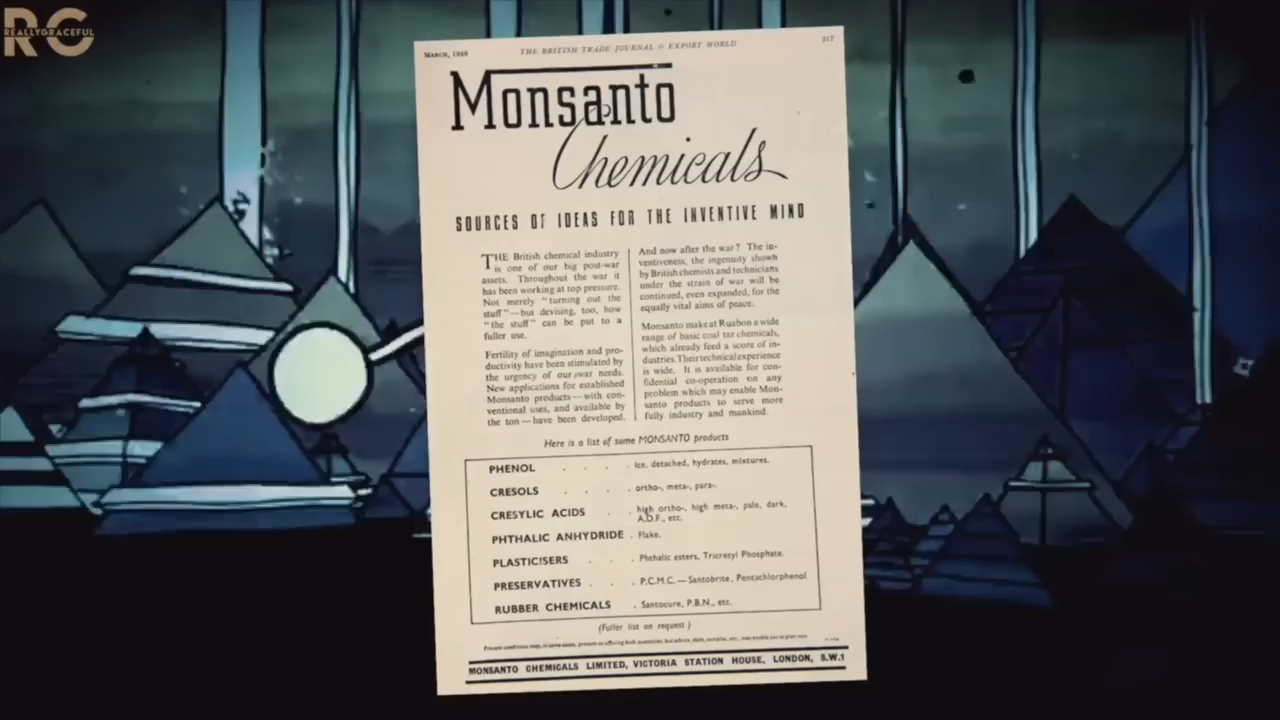 RG
REALLYGRACEFUL
THE BRITISH TRADE JOURNAL & EXPORT WORLD
Monsanto
Chemicals
SOURCES OF IDEAS FOR THE INVENTIVE MIND
THE British chemical industry
is one of our big post-war
assets. Throughout the war it
has been working at top pressure.
Not merely "turning out the
stuff"—but devising, too, how
"the stuff" can be put to a
fuller use.
Fertility of imagination and pro-
ductivity have been stimulated by
the urgency of our war needs.
New applications for established
Monsanto products—with con-
ventional uses, and available by
the ton—have been developed.
And now after the war? The in-
ventiveness, the ingenuity shown
by British chemists and technicians
under the strain of war will be
continued, even expanded, for the
equally vital aims of peace.
Monsanto make at Ruabon a wide
range of basic coal tar chemicals,
which already feed a score of in-
dustries. Their technical experience
is wide. It is available for con-
fidential co-operation on any
problem which may enable Mon-
santo products to serve more
fully industry and mankind.
Here is a list of some MONSANTO products
PHENOL . . . . Ice, detached, hydrates, mixtures.
CRESOLS . . . . ortho-, meta-, para-.
CRESYLIC ACIDS . . high ortho-, high meta-, pale, dark,
A.D.F., etc.
PHTHALIC ANHYDRIDE . Flake.
PLASTICISERS . . . Phthalic esters, Tricresyl Phosphate.
PRESERVATIVES . . . P.C.M.C.—Santobrite, Pentachlorphenol
RUBBER CHEMICALS . Santocure, P.B.N., etc.
(Fuller list on request)
MONSANTO CHEMICALS LIMITED, VICTORIA STATION HOUSE, LONDON, S.W.1